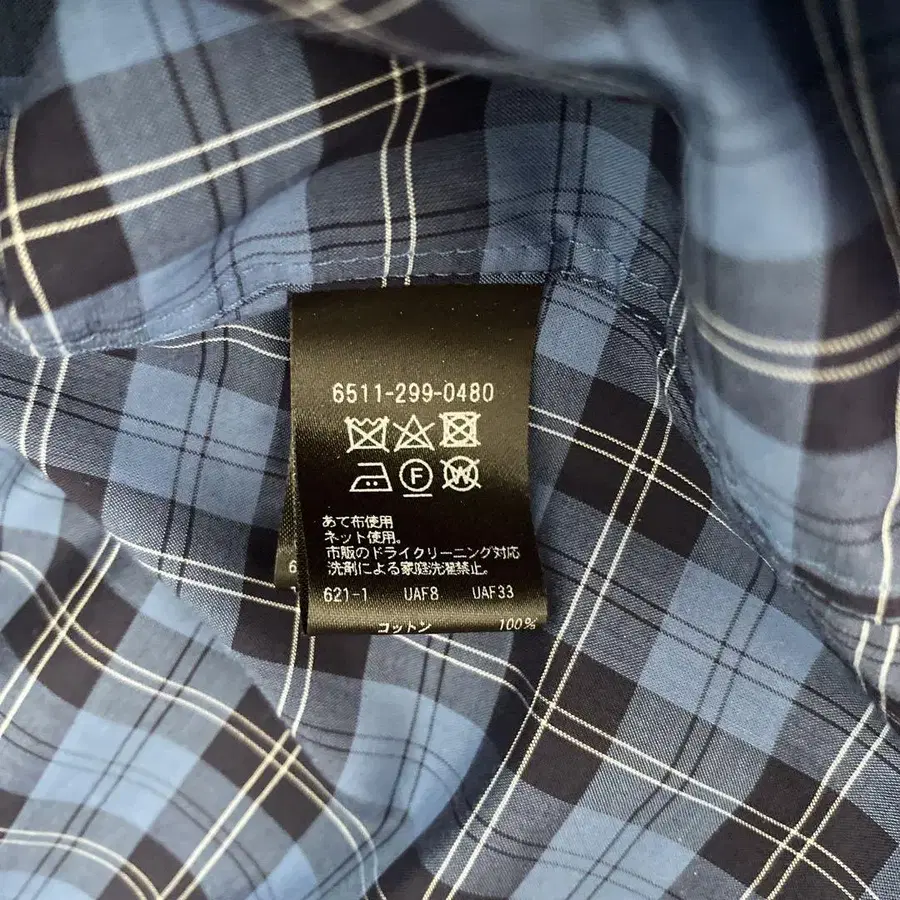 6511-299-0480
F
W
あて布使用
ネット使用。
市販のドライクリーニング対応
洗剤による家庭洗濯禁止。
621-1 UAF8 UAF33
コットン 100%